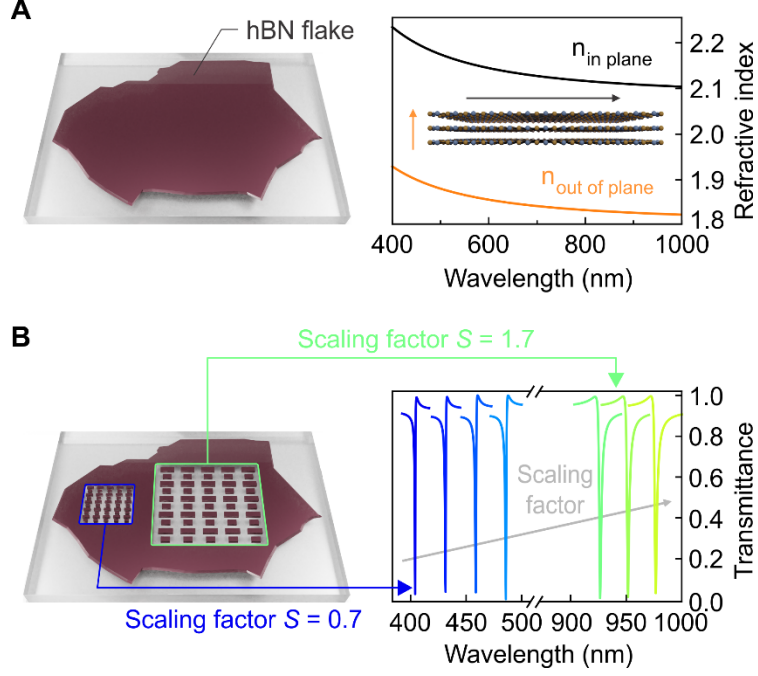 A
hBN flake
n in plane
n out of plane
2.2
2.1
2.0
1.9
1.8
Refractive index
400 600 800 1000
Wavelength (nm)
B
Scaling factor S = 1.7
Scaling factor S = 0.7
Scaling
factor
1.0
0.8
0.6
0.4
0.2
0.0
Transmittance
400 450 500 900 950 1000
Wavelength (nm)